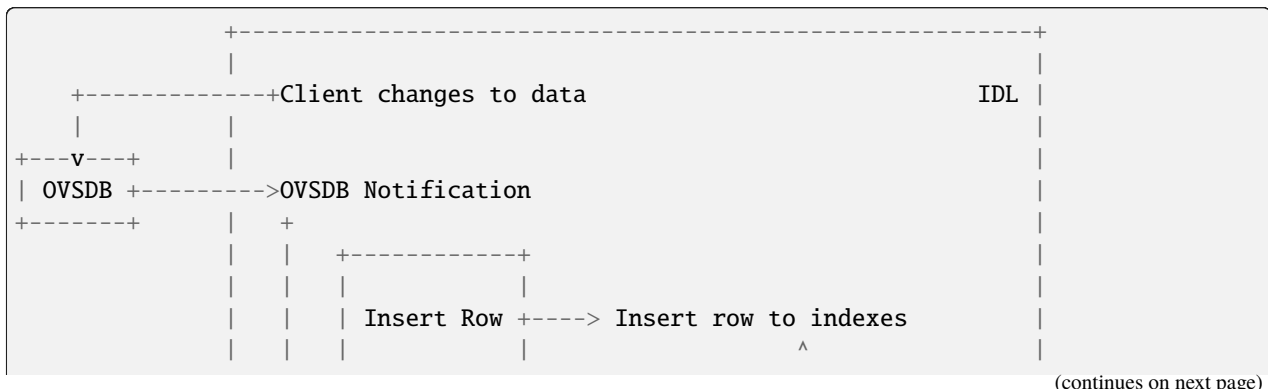 +---------------------------------------------------------+
| |
+-------------+Client changes to data IDL |
| | |
+---v---+ | |
| OVSDB +--------->OVSDB Notification |
+-------+ | + |
| | +------------+ |
| | | | |
| | | Insert Row +----> Insert row to indexes |
| | | | ^ |
(continues on next page)